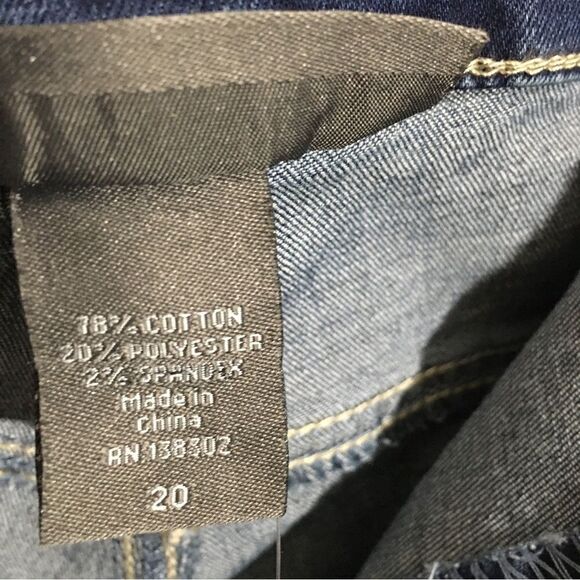 78% COTTON
20% POLYESTER
2% SPANDEX
Made in
China
RN 138302
20